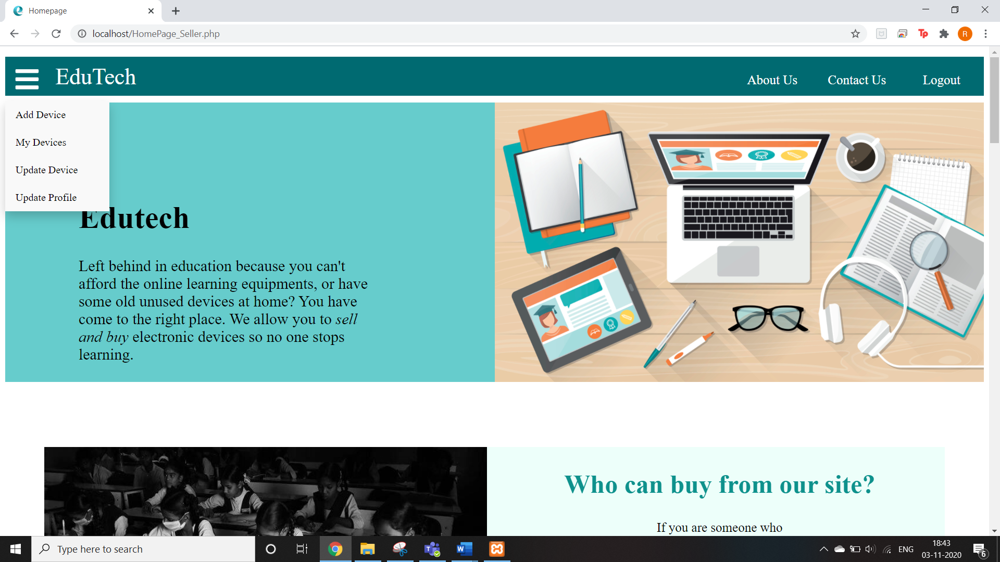 Homepage
localhost/HomePage_Seller.php
Tp
R
EduTech
About Us
Contact Us
Logout
Add Device
My Devices
Update Device
Update Profile
Edutech
Left behind in education because you can't
afford the online learning equipments, or have
some old unused devices at home? You have
come to the right place. We allow you to sell
and buy electronic devices so no one stops
learning.
Who can buy from our site?
If you are someone who
Type here to search
ENG
18:43
03-11-2020
6